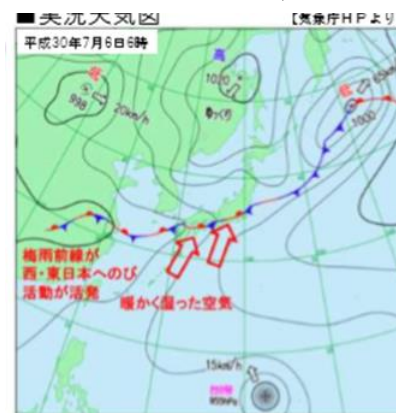 ■実況天気図
【気象庁HPより
平成30年7月6日6時
高
1020
ゆっくり
低
998
20km/h
低
1000
梅雨前線が
西・東日本へのび
活動が活発
暖かく湿った空気
15km/h